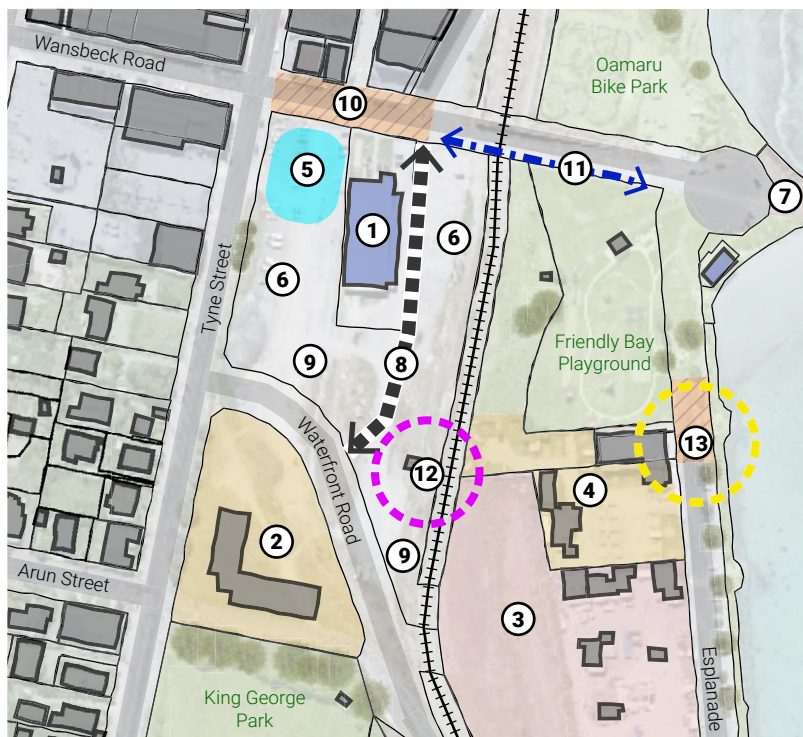 Wansbeck Road
Oamaru
Bike Park
10
11
5
7
1
6
6
Tyne Street
Friendly Bay
Playground
9
8
13
12
Waterfront Road
4
2
9
Arun Street
3
Esplanade
King George
Park